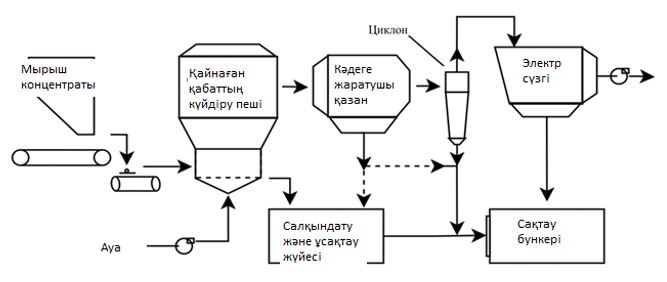 Циклон
Мырыш
концентраты
Қайнаған
қабаттың
күйдіру пеші
Кәдеге
жаратушы
қазан
Электр
сүзгі
Ауа
Салқындату
және ұсақтау
жүйесі
Сақтау
бункері